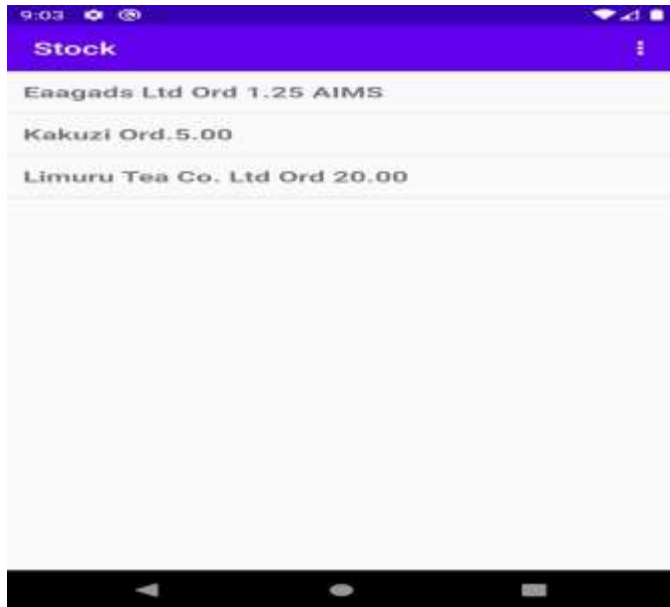 9:03
Stock
Eaagads Ltd Ord 1.25 AIMS
Kakuzi Ord.5.00
Limuru Tea Co. Ltd Ord 20.00